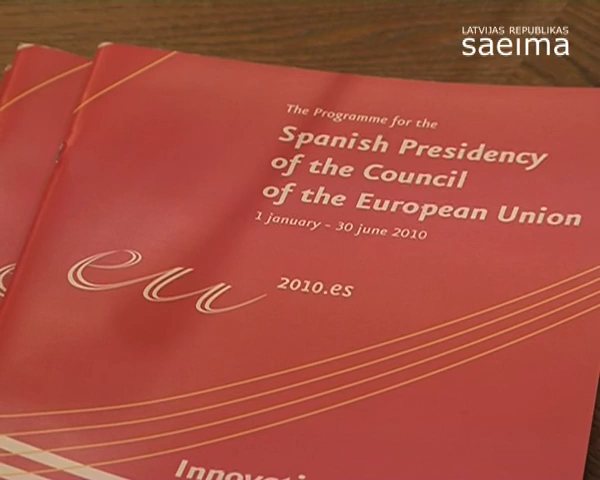 LATVIJAS REPUBLIKAS
saeima
The Programme for the
Spanish Presidency
of the Council
of the European Union
1 january - 30 june 2010
eu
2010.es